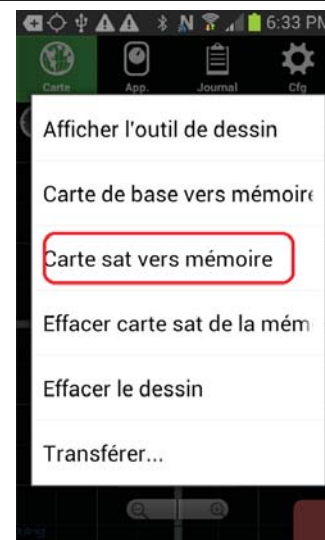 6:33 PM
Carte App. Journal Cfg
Afficher l'outil de dessin
Carte de base vers mémoire
Carte sat vers mémoire
Effacer carte sat de la mém
Effacer le dessin
Transférer...